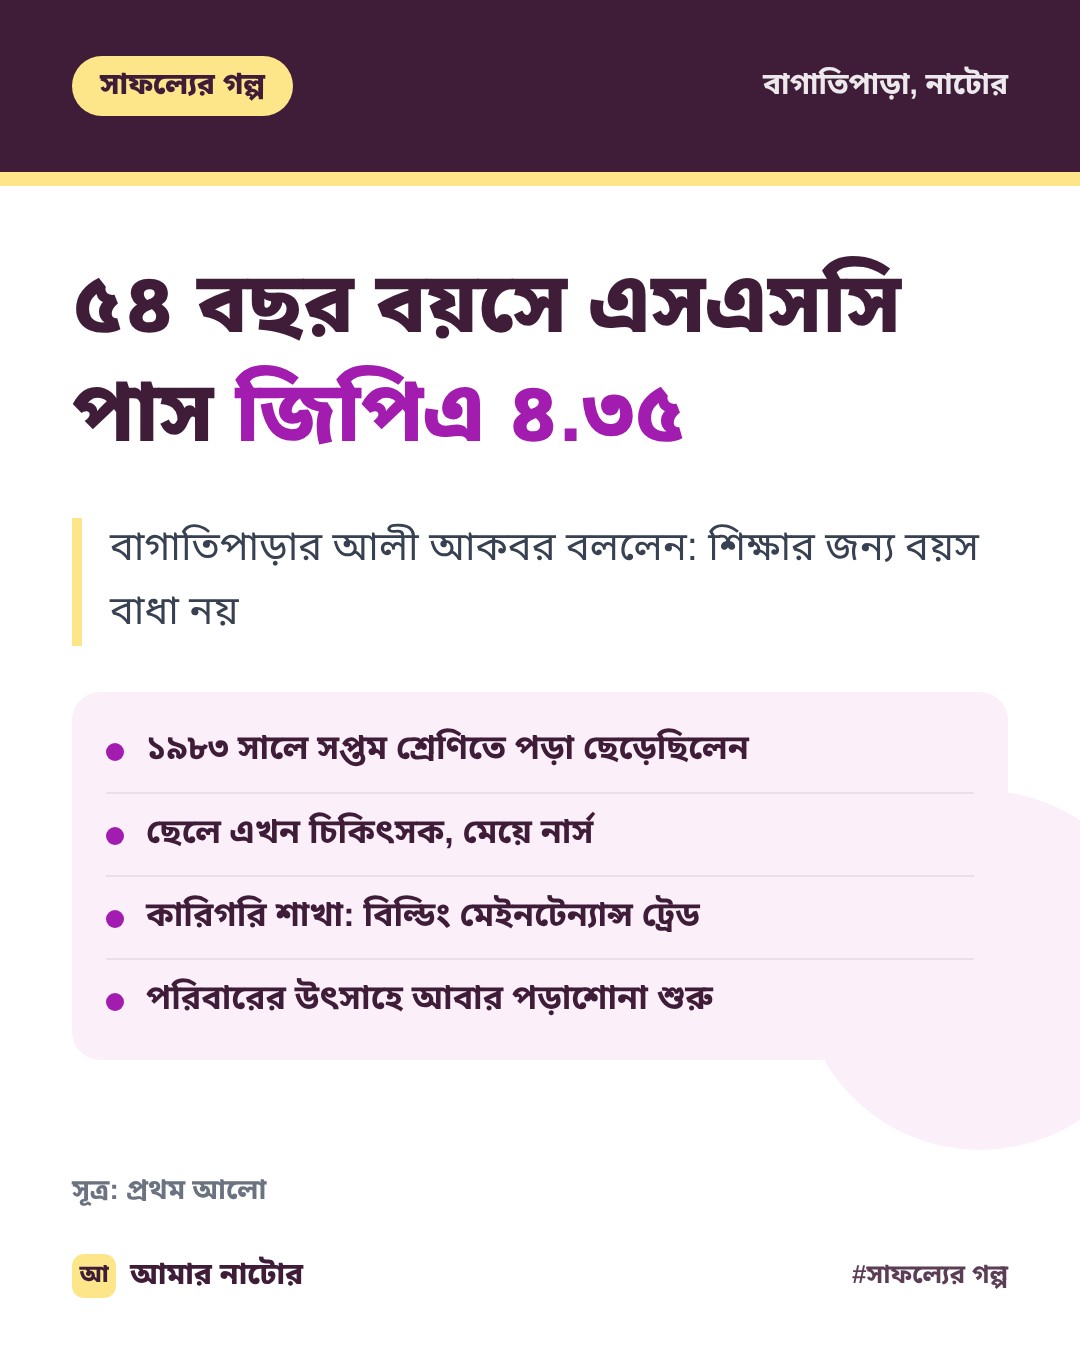 সাফল্যের গল্প
বাগাতিপাড়া, নাটোর
৫৪ বছর বয়সে এসএসসি
পাস জিপিএ ৪.৩৫
বাগাতিপাড়ার আলী আকবর বললেন: শিক্ষার জন্য বয়স
বাধা নয়
১৯৮৩ সালে সপ্তম শ্রেণিতে পড়া ছেড়েছিলেন
ছেলে এখন চিকিৎসক, মেয়ে নার্স
কারিগরি শাখা: বিল্ডিং মেইনটেন্যান্স ট্রেড
পরিবারের উৎসাহে আবার পড়াশোনা শুরু
সূত্র: প্রথম আলো
আ আমার নাটোর
#সাফল্যের গল্প